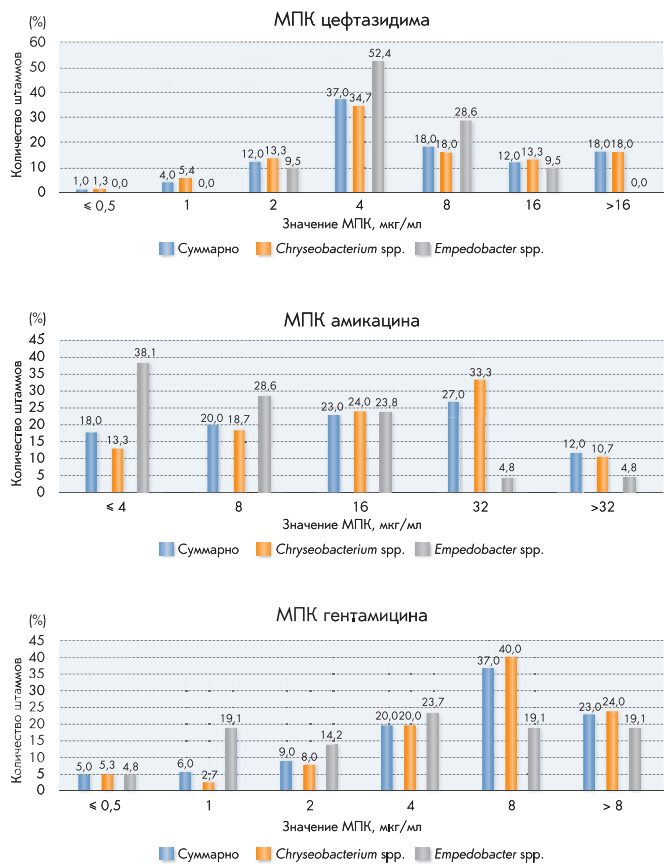 МПК цефтазидима
(%)
Количество штаммов
60
50
40
30
20
10
0
1,0 1,3 0,0
4,0 5,4 0,0
12,0 13,3 9,5
37,0 34,7 52,4
18,0 18,0 28,6
12,0 13,3 9,5
18,0 18,0 0,0
≤ 0,5 1 2 4 8 16 >16
Значение МПК, мкг/мл
Суммарно Chryseobacterium spp. Empedobacter spp.
МПК амикацина
(%)
Количество штаммов
45
40
35
30
25
20
15
10
5
0
18,0 13,3 38,1
20,0 18,7 28,6
23,0 24,0 23,8
27,0 33,3 4,8
12,0 10,7 4,8
≤ 4 8 16 32 >32
Значение МПК, мкг/мл
Суммарно Chryseobacterium spp. Empedobacter spp.
МПК гентамицина
(%)
Количество штаммов
45
40
35
30
25
20
15
10
5
0
5,0 5,3 4,8
6,0 2,7 19,1
9,0 8,0 14,2
20,0 20,0 23,7
37,0 40,0 19,1
23,0 24,0 19,1
≤ 0,5 1 2 4 8 > 8
Значение МПК, мкг/мл
Суммарно Chryseobacterium spp. Empedobacter spp.